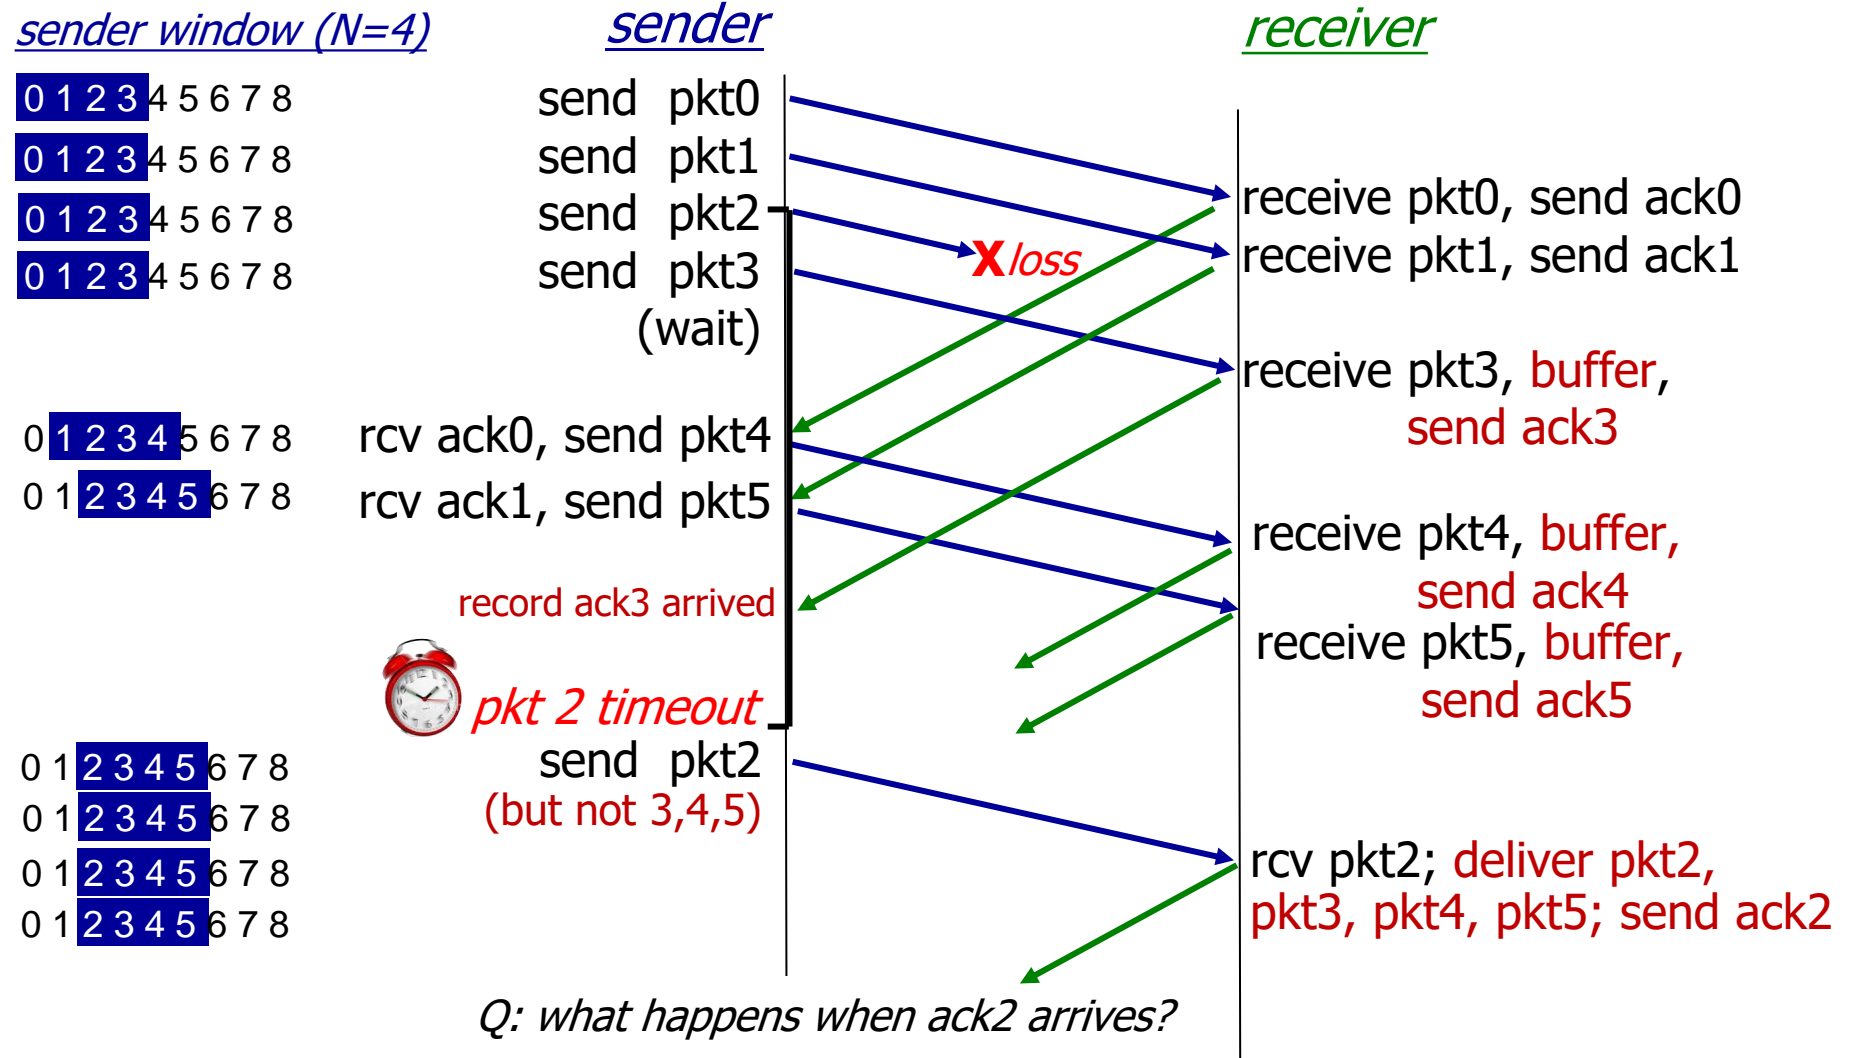 sender window (N=4) sender receiver
0 1 2 3 4 5 6 7 8 send pkt0
0 1 2 3 4 5 6 7 8 send pkt1
receive pkt0, send ack0
0 1 2 3 4 5 6 7 8 send pkt2
X loss
receive pkt1, send ack1
0 1 2 3 4 5 6 7 8 send pkt3
(wait)
receive pkt3, buffer,
send ack3
0 1 2 3 4 5 6 7 8 rcv ack0, send pkt4
0 1 2 3 4 5 6 7 8 rcv ack1, send pkt5
receive pkt4, buffer,
send ack4
record ack3 arrived
receive pkt5, buffer,
send ack5
pkt 2 timeout
0 1 2 3 4 5 6 7 8 send pkt2
0 1 2 3 4 5 6 7 8 (but not 3,4,5)
0 1 2 3 4 5 6 7 8 rcv pkt2; deliver pkt2,
0 1 2 3 4 5 6 7 8 pkt3, pkt4, pkt5; send ack2
Q: what happens when ack2 arrives?